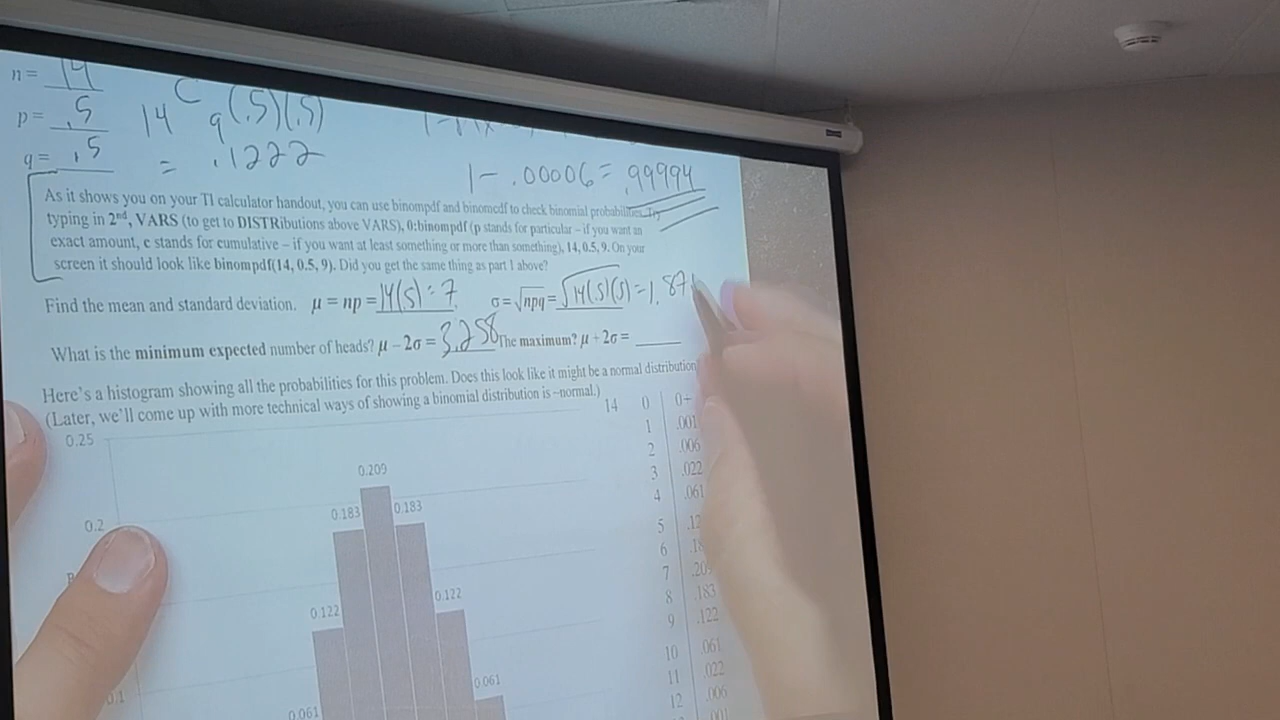 n = 14
p = .5
q = .5
14 C 9 (.5)(.5)
= .1222
1 - .00006 = .99994
As it shows you on your TI calculator handout, you can use binompdf and binomcdf to check binomial probabilities. Try
typing in 2nd, VARS (to get to DISTRibutions above VARS), 0:binompdf (p stands for particular – if you want an
exact amount, c stands for cumulative – if you want at least something or more than something), 14, 0.5, 9. On your
screen it should look like binompdf(14, 0.5, 9). Did you get the same thing as part 1 above?
Find the mean and standard deviation. μ = np = 14(.5) = 7 σ = √npq = √14(.5)(.5) = 1.871
What is the minimum expected number of heads? μ - 2σ = 3.258 The maximum? μ + 2σ = ____
Here's a histogram showing all the probabilities for this problem. Does this look like it might be a normal distribution
(Later, we'll come up with more technical ways of showing a binomial distribution is ~normal.)
0.25
0.2
0.1
0.061
0.122
0.183
0.209
0.183
0.122
0.061
14 0 0+
1 .001
2 .006
3 .022
4 .061
5 .12
6 .18
7 .20
8 .183
9 .122
10 .061
11 .022
12 .006
.001